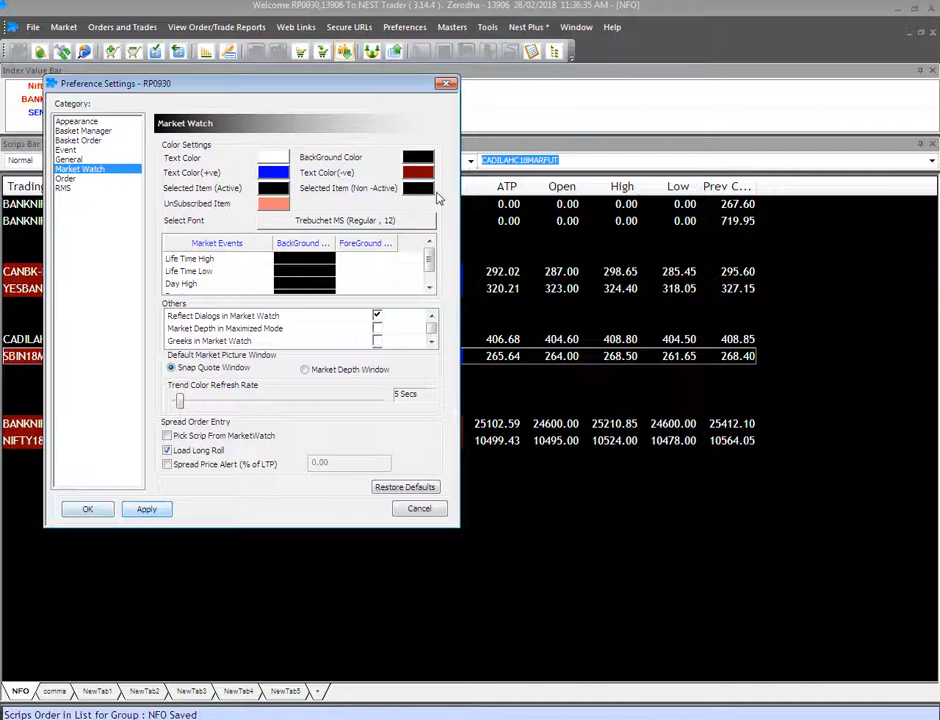 Welcome:RP0930,13906 To NEST Trader ( 3.14.4 ). Zerodha - 13906 28/02/2018 11:36:35 AM - [NFO]
File Market Orders and Trades View Order/Trade Reports Web Links Secure URLs Preferences Masters Tools Nest Plus * Window Help
Index Value Bar
Preference Settings - RP0930
Scrips Bar
Normal
CADILAHC18MARFUT
Category:
Appearance
Basket Manager
Basket Order
Event
General
Market Watch
Order
RMS
Market Watch
Color Settings
Text Color
BackGround Color
Text Color(+ve)
Text Color(-ve)
Selected Item (Active)
Selected Item (Non -Active)
UnSubscribed Item
Select Font
Trebuchet MS (Regular , 12)
Market Events BackGround ... ForeGround ...
Life Time High
Life Time Low
Day High
Others
Reflect Dialogs in Market Watch
Market Depth in Maximized Mode
Greeks in Market Watch
Default Market Picture Window
Snap Quote Window
Market Depth Window
Trend Color Refresh Rate
5 Secs
Spread Order Entry
Pick Scrip From MarketWatch
Load Long Roll
Spread Price Alert (% of LTP)
0.00
Restore Defaults
OK Apply Cancel
Trading ATP Open High Low Prev C...
BANKN 0.00 0.00 0.00 0.00 267.60
BANKN 0.00 0.00 0.00 0.00 719.95
CANBK- 292.02 287.00 298.65 285.45 295.60
YESBAN 320.21 323.00 324.40 318.05 327.15
CADILA 406.68 404.60 408.80 404.50 408.85
SBIN18M 265.64 264.00 268.50 261.65 268.40
BANKN 25102.59 24600.00 25210.85 24600.00 25412.10
NIFTY18 10499.43 10495.00 10524.00 10478.00 10564.05
NFO comma NewTab1 NewTab2 NewTab3 NewTab4 NewTab5 +
Scrips Order in List for Group : NFO Saved